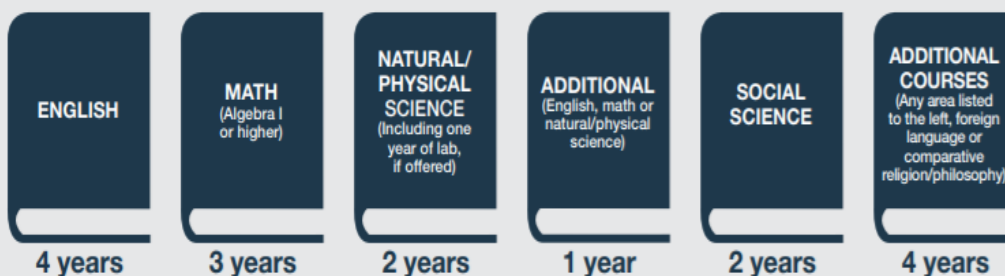 ENGLISH
4 years
MATH
(Algebra I
or higher)
3 years
NATURAL/
PHYSICAL
SCIENCE
(Including one
year of lab,
if offered)
2 years
ADDITIONAL
(English, math or
natural/physical
science)
1 year
SOCIAL
SCIENCE
2 years
ADDITIONAL
COURSES
(Any area listed
to the left, foreign
language or
comparative
religion/philosophy)
4 years